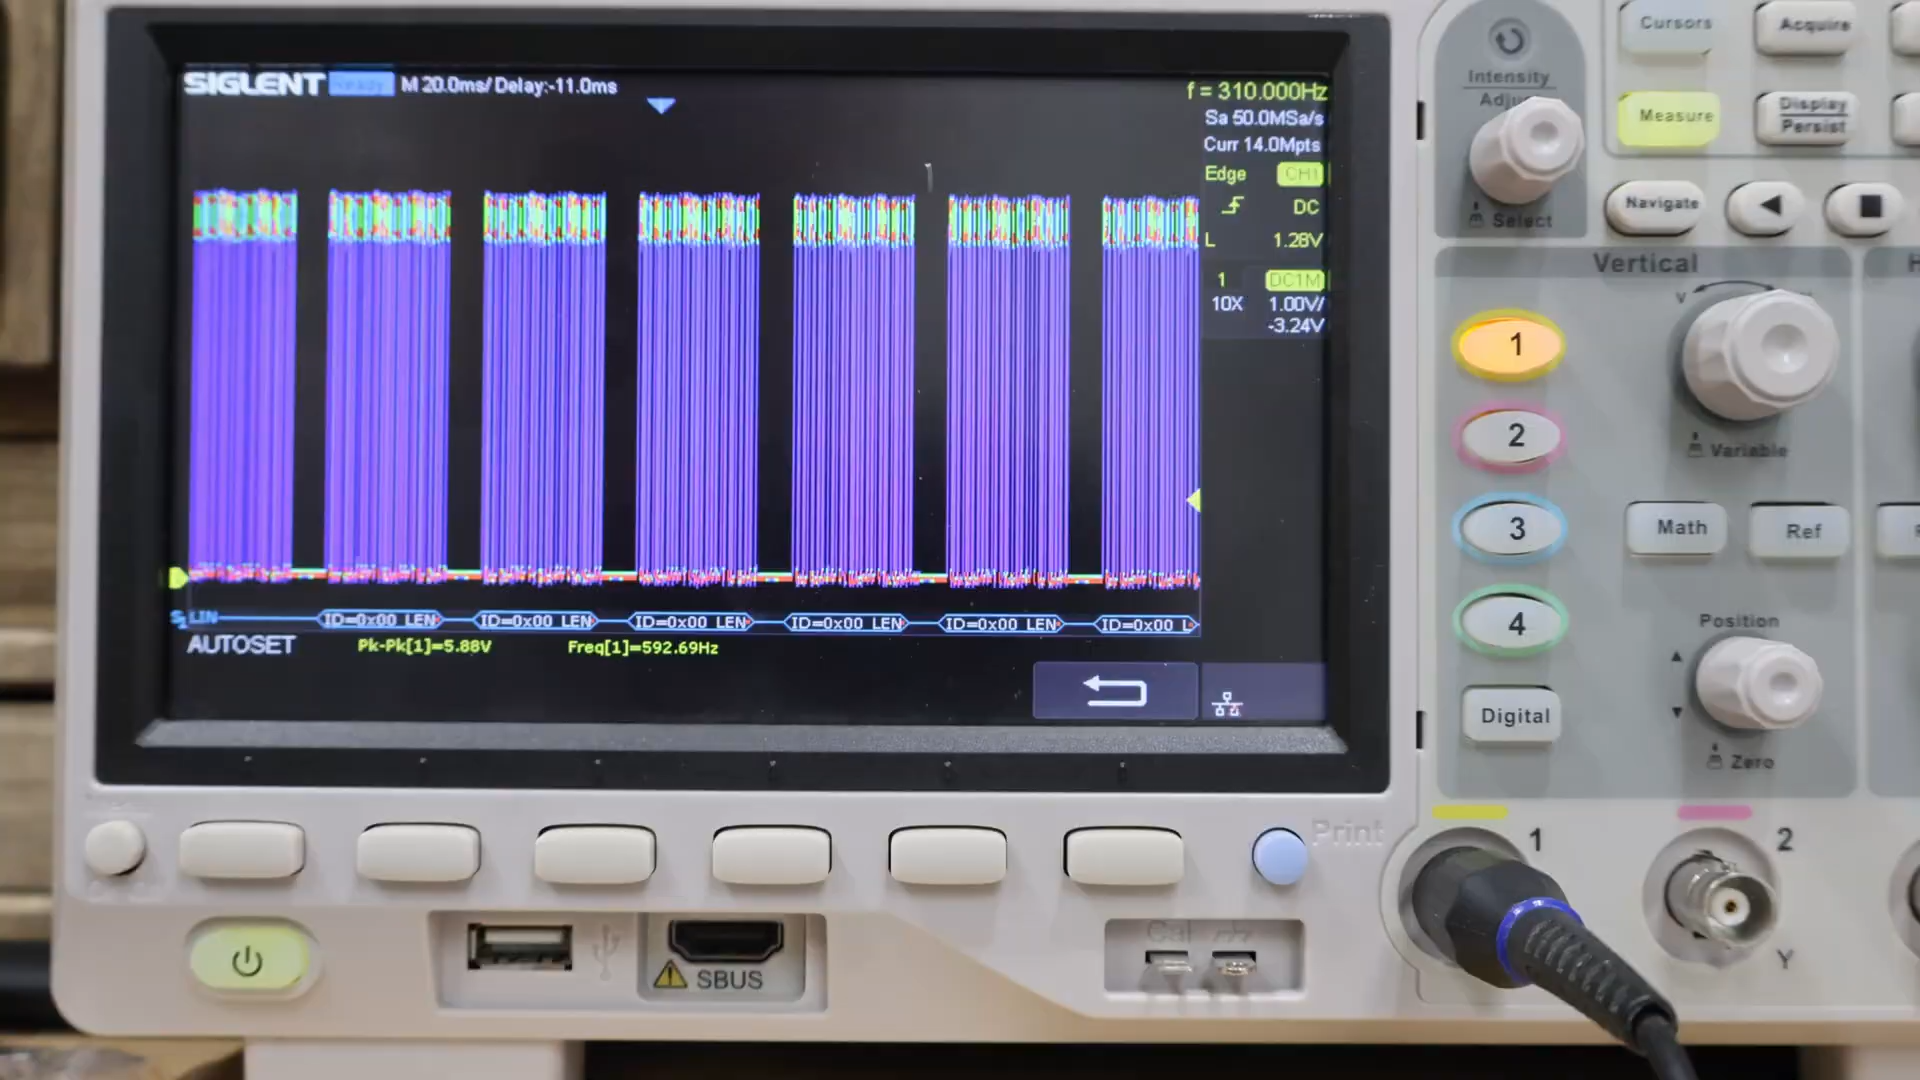 SIGLENT Ready M 20.0ms/ Delay:-11.0ms
f = 310.000Hz
Sa 50.0MSa/s
Curr 14.0Mpts
Edge CH1
DC
L 1.28V
1 DC1M
10X 1.00V/
-3.24V
S1 LIN ID=0x00 LEN ID=0x00 LEN ID=0x00 LEN ID=0x00 LEN ID=0x00 LEN ID=0x00 L
AUTOSET Pk-Pk[1]=5.88V Freq[1]=592.69Hz
Print
SBUS
Cal
Intensity
Adjust
Select
Cursors
Acquire
Measure
Display
Persist
Navigate
Vertical
V
1
2
3
4
Variable
Math
Ref
Position
Digital
Zero
1
2
Y